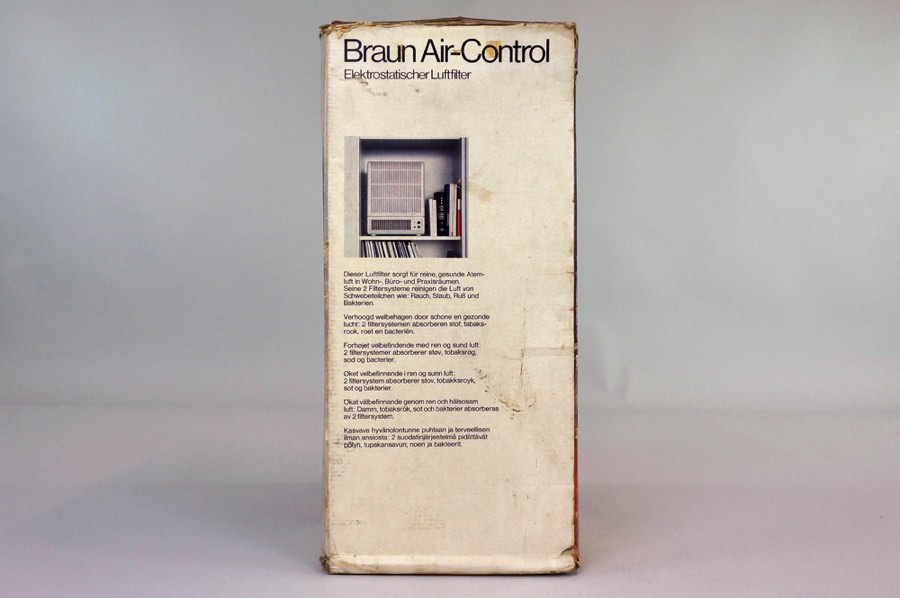 Braun Air-Control
Elektrostatischer Luftfilter
Dieser Luftfilter sorgt für reine, gesunde Atem-
luft in Wohn-, Büro- und Praxisräumen.
Seine 2 Filtersysteme reinigen die Luft von
Schwebeteilchen wie: Rauch, Staub, Ruß und
Bakterien.
Verhoogd welbehagen door schone en gezonde
lucht: 2 filtersystemen absorberen stof, tabaks-
rook, roet en bacteriën.
Forhøjet velbefindende med ren og sund luft:
2 filtersystemer absorberer støv, tobaksrøg,
sod og bacterier.
Øket velbefinnende i ren og sunn luft:
2 filtersystem absorberer støv, tobakksroyk,
sot og bakterier.
Ökat välbefinnande genom ren och hälsosam
luft: Damm, tobaksrök, sot och bakterier absorberas
av 2 filtersystem.
Kasvava hyvänolontunne puhtaan ja terveellisen
ilman ansiosta: 2 suodatinjärjestelmä pidättävät
pölyn, tupakansavun, noen ja bakteerit.